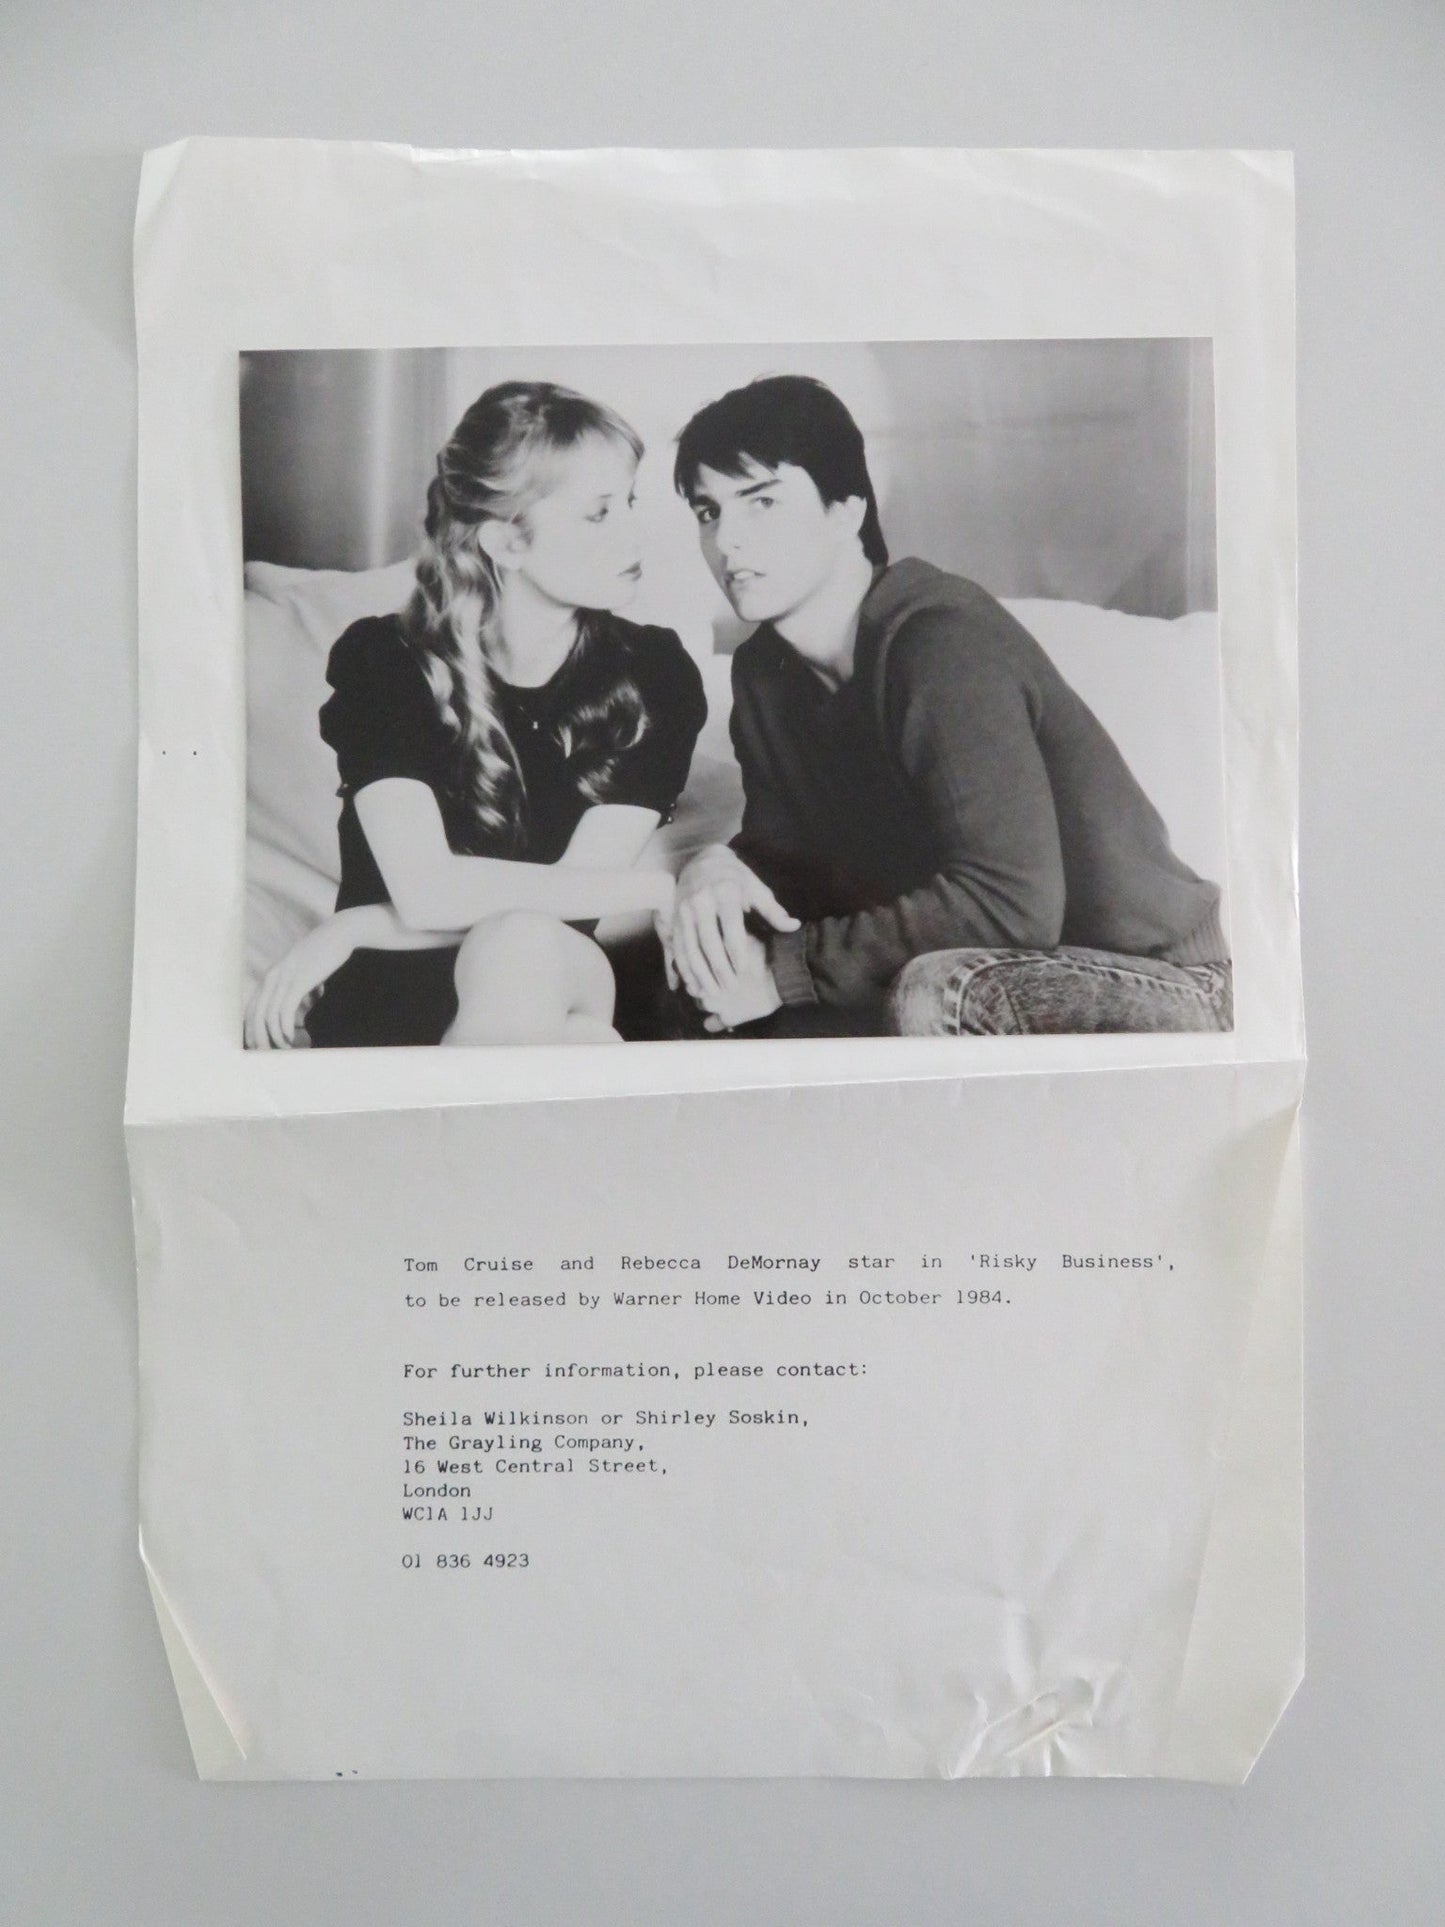 Tom Cruise and Rebecca DeMornay star in 'Risky Business',
to be released by Warner Home Video in October 1984.
For further information, please contact:
Sheila Wilkinson or Shirley Soskin,
The Grayling Company,
16 West Central Street,
London
WC1A 1JJ
01 836 4923